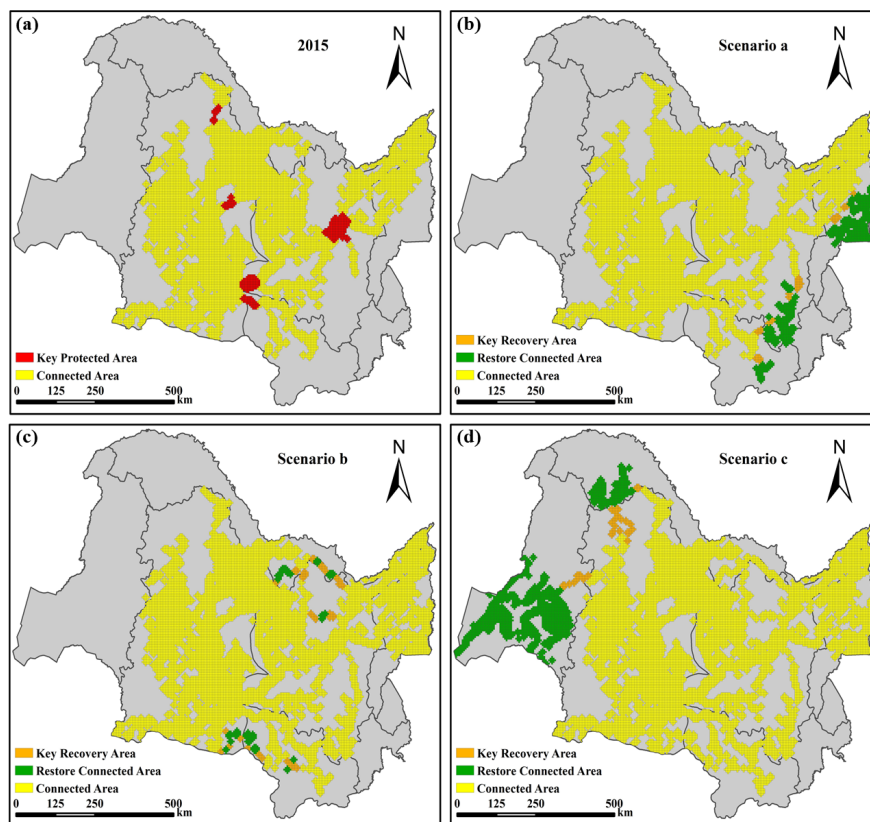 (a)
2015
N
Key Protected Area
Connected Area
0 125 250 500
km
(b)
Scenario a
N
Key Recovery Area
Restore Connected Area
Connected Area
0 125 250 500
km
(c)
Scenario b
N
Key Recovery Area
Restore Connected Area
Connected Area
0 125 250 500
km
(d)
Scenario c
N
Key Recovery Area
Restore Connected Area
Connected Area
0 125 250 500
km